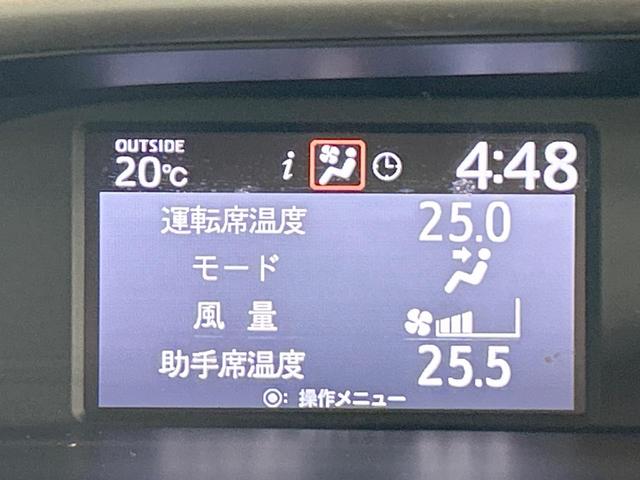 OUTSIDE
20℃ i 4:48
運転席温度 25.0
モード
風 量
助手席温度 25.5
◉: 操作メニュー